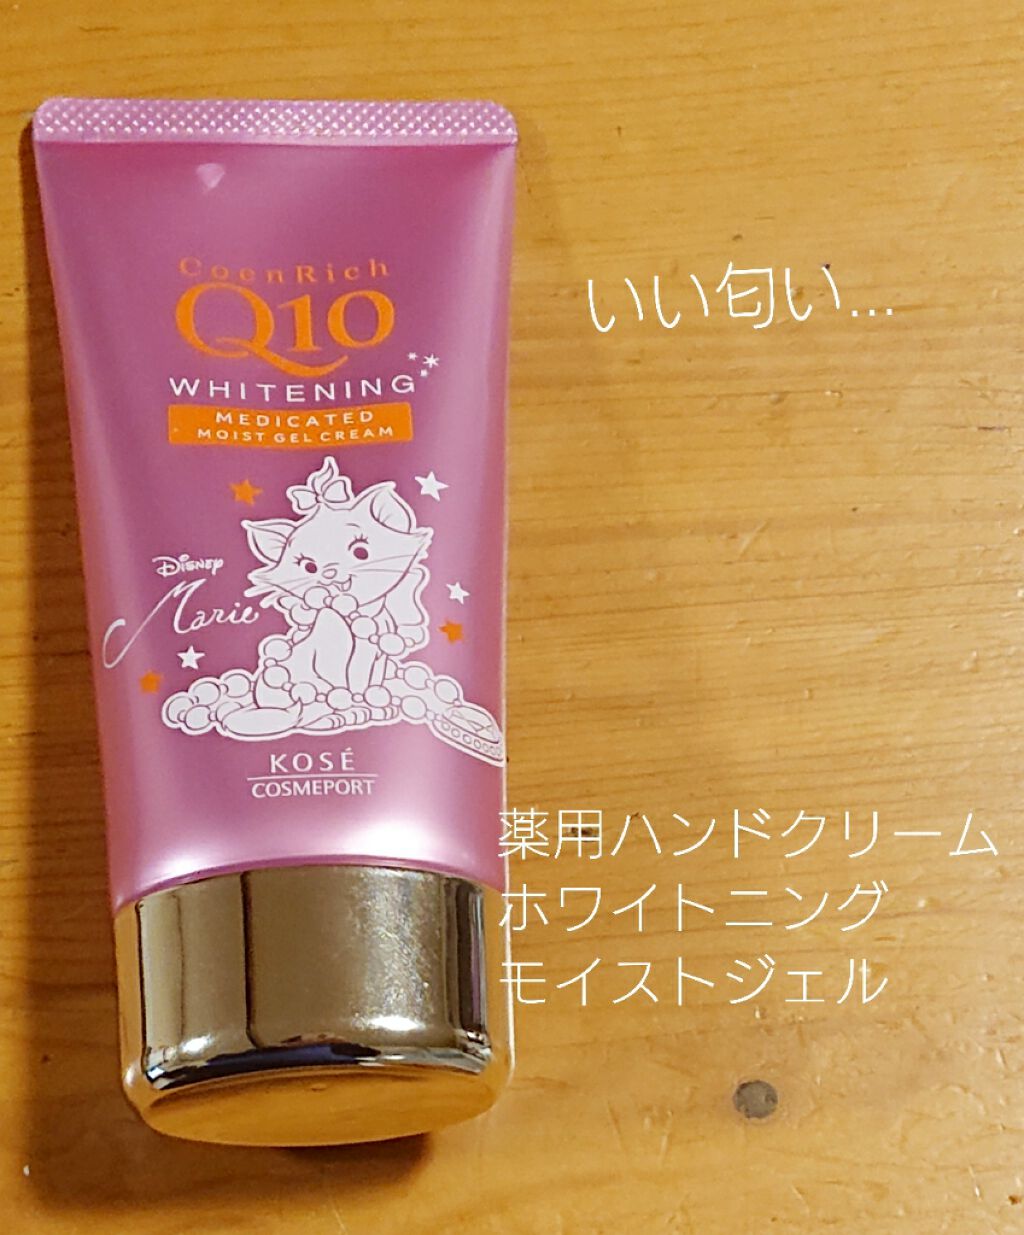 CoenRich
Q10
WHITENING
MEDICATED
MOIST GEL CREAM
Disney
Marie
KOSÉ
COSMEPORT
いい匂い...
薬用ハンドクリーム
ホワイトニング
モイストジェル